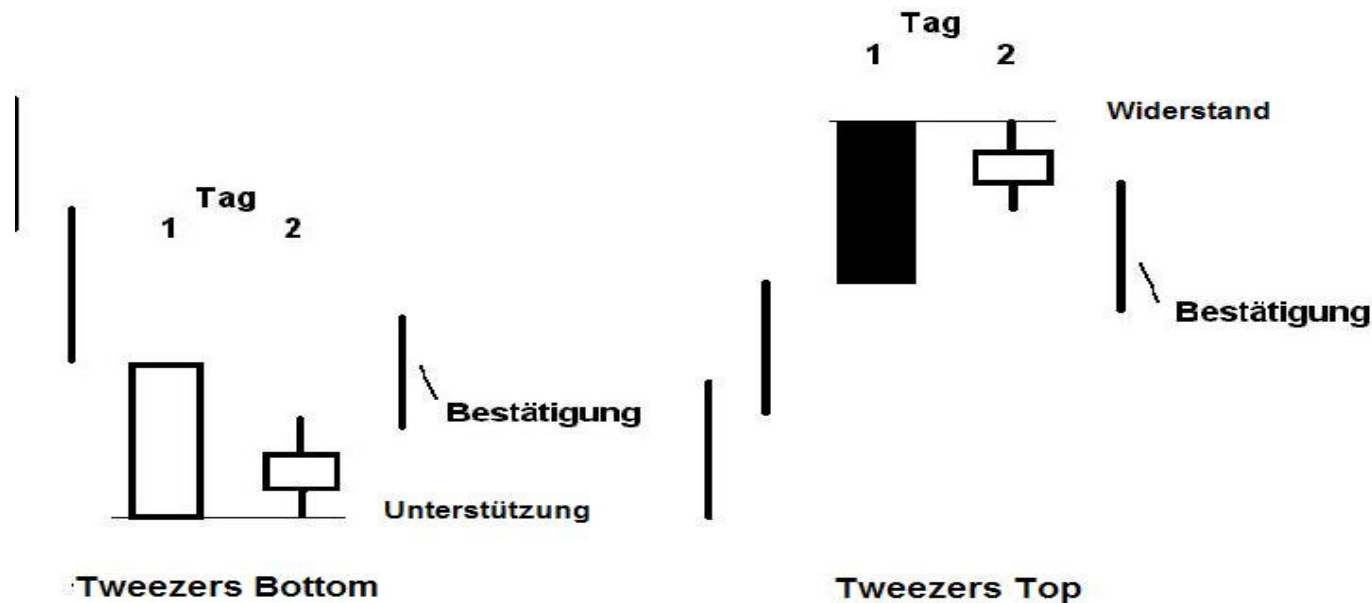 Tag
1 2
Widerstand
Tag
1 2
Bestätigung
Bestätigung
Unterstützung
Tweezers Bottom
Tweezers Top